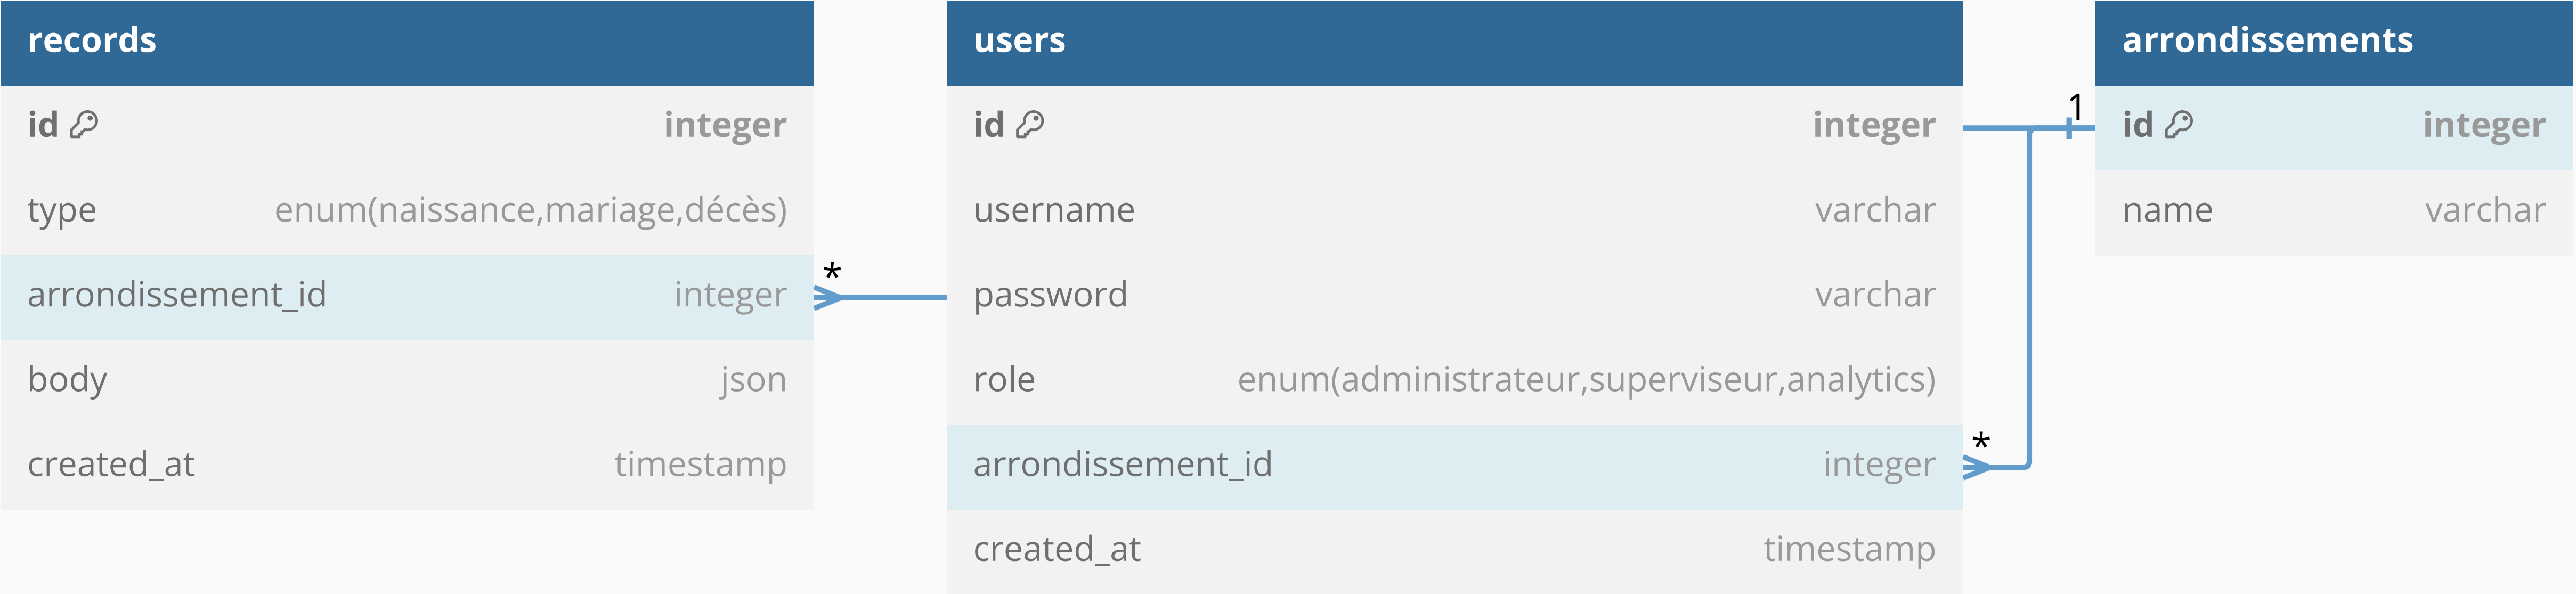 records
id integer
type enum(naissance,mariage,décès)
arrondissement_id integer
body json
created_at timestamp
*
users
id integer
username varchar
password varchar
role enum(administrateur,superviseur,analytics)
arrondissement_id integer
created_at timestamp
*
1
arrondissements
id integer
name varchar